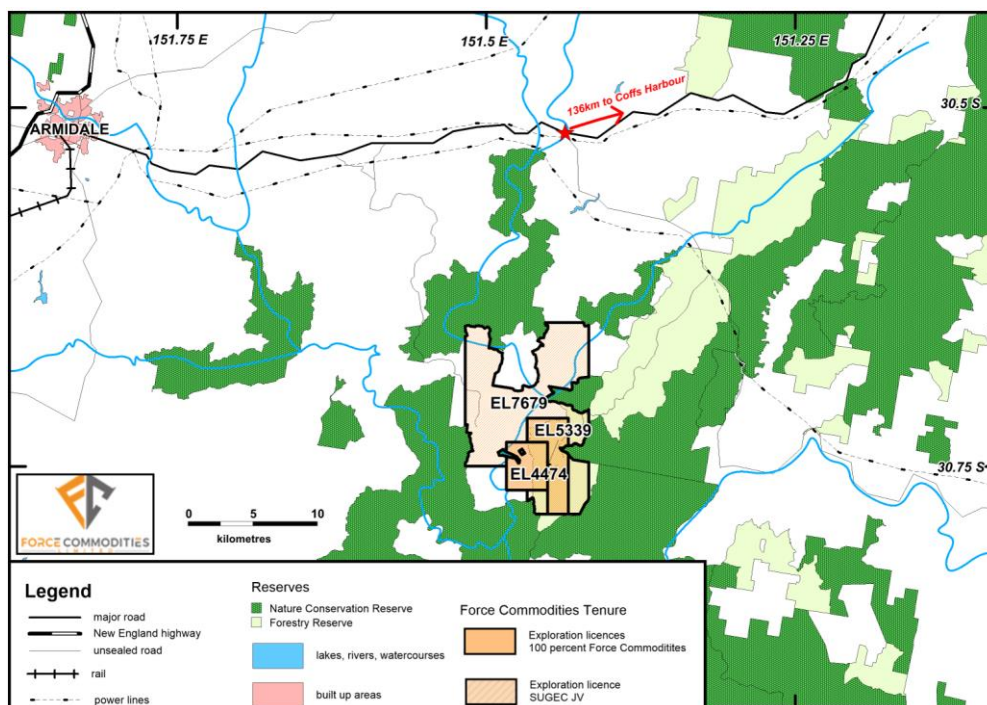 151.75 E
151.5 E
151.25 E
136km to Coffs Harbour
30.5 S
ARMIDALE
EL7679
EL5339
EL4474
30.75 S
FORCE COMMODITIES
LIMITED
0 5 10
kilometres
Legend
major road
New England highway
unsealed road
rail
power lines
Reserves
Nature Conservation Reserve
Forestry Reserve
lakes, rivers, watercourses
built up areas
Force Commodities Tenure
Exploration licences
100 percent Force Commoditites
Exploration licence
SUGEC JV